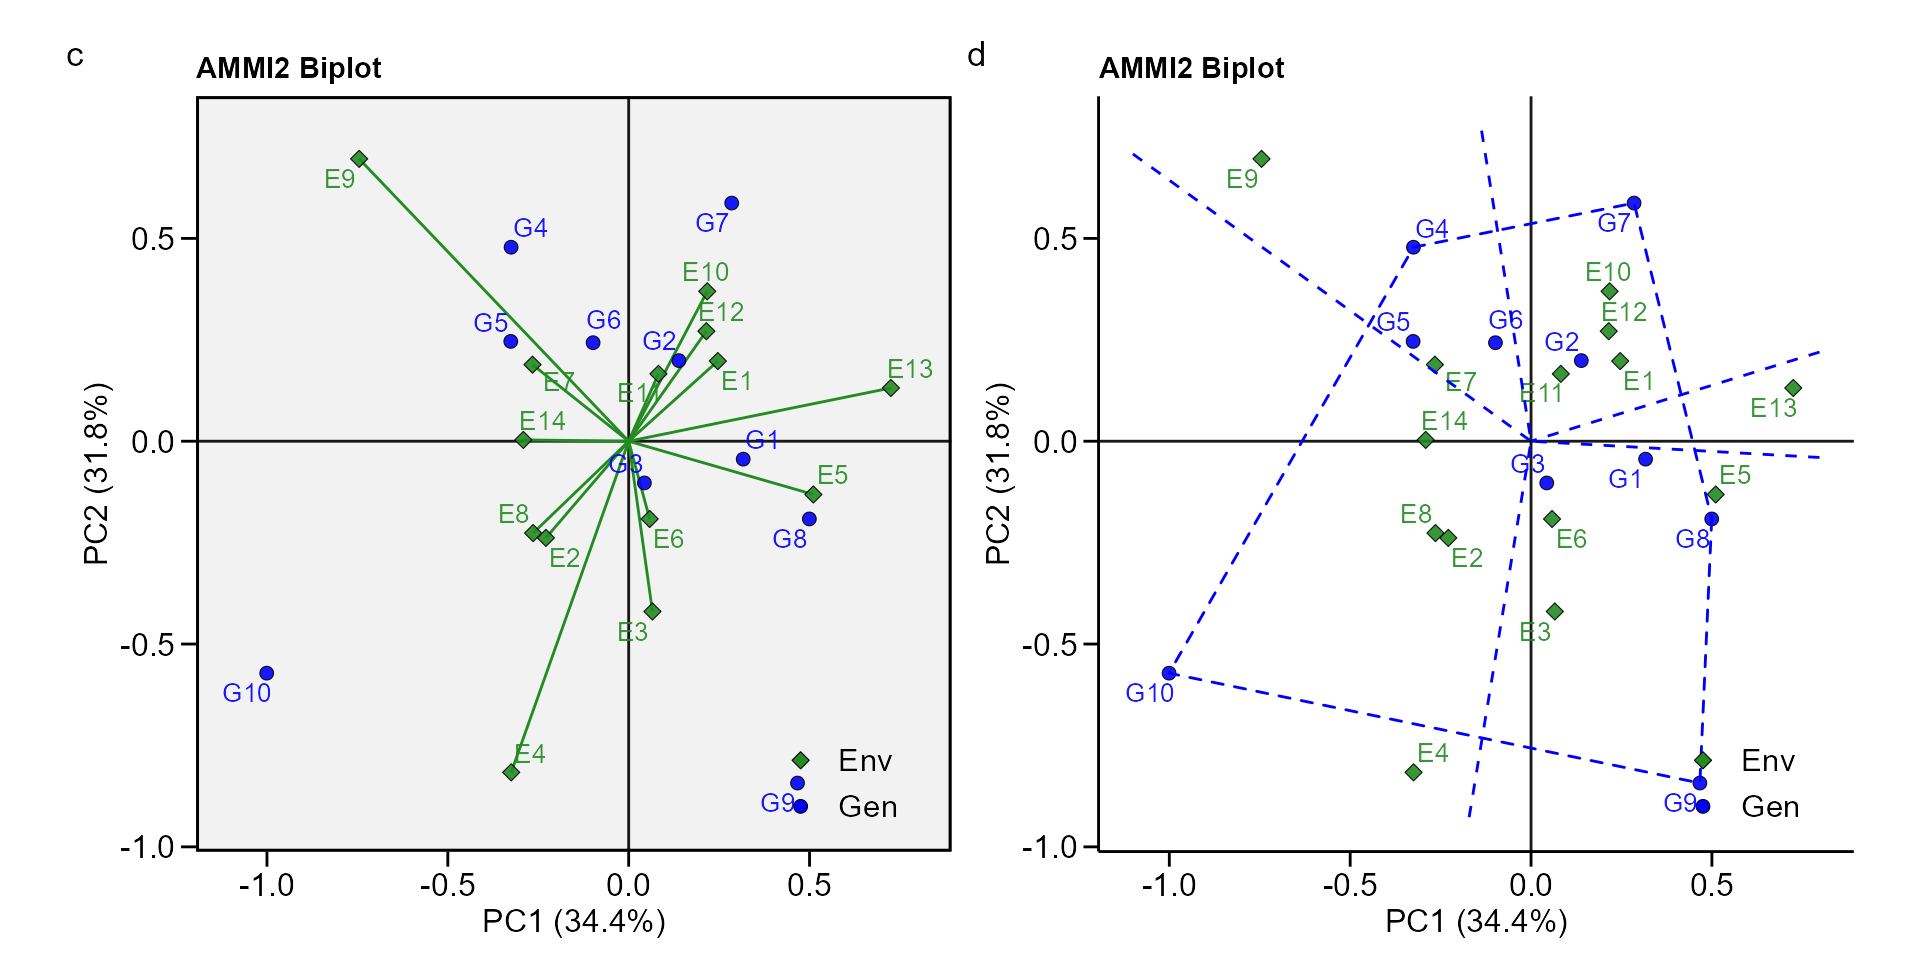 c
AMMI2 Biplot
E9
G4
G7
0.5
E10
E12
G5
G6
G2
E7
E11
E1
E13
E14
0.0
G1
G3
E5
E8
E2
E6
G8
PC2 (31.8%)
-0.5
E3
G10
E4
Env
G9
Gen
-1.0
-1.0
-0.5
0.0
0.5
PC1 (34.4%)
d
AMMI2 Biplot
E9
G4
G7
0.5
E10
E12
G5
G6
G2
E7
E11
E1
E13
E14
0.0
G3
G1
E5
E8
E2
E6
G8
PC2 (31.8%)
-0.5
E3
G10
E4
Env
G9
Gen
-1.0
-1.0
-0.5
0.0
0.5
PC1 (34.4%)